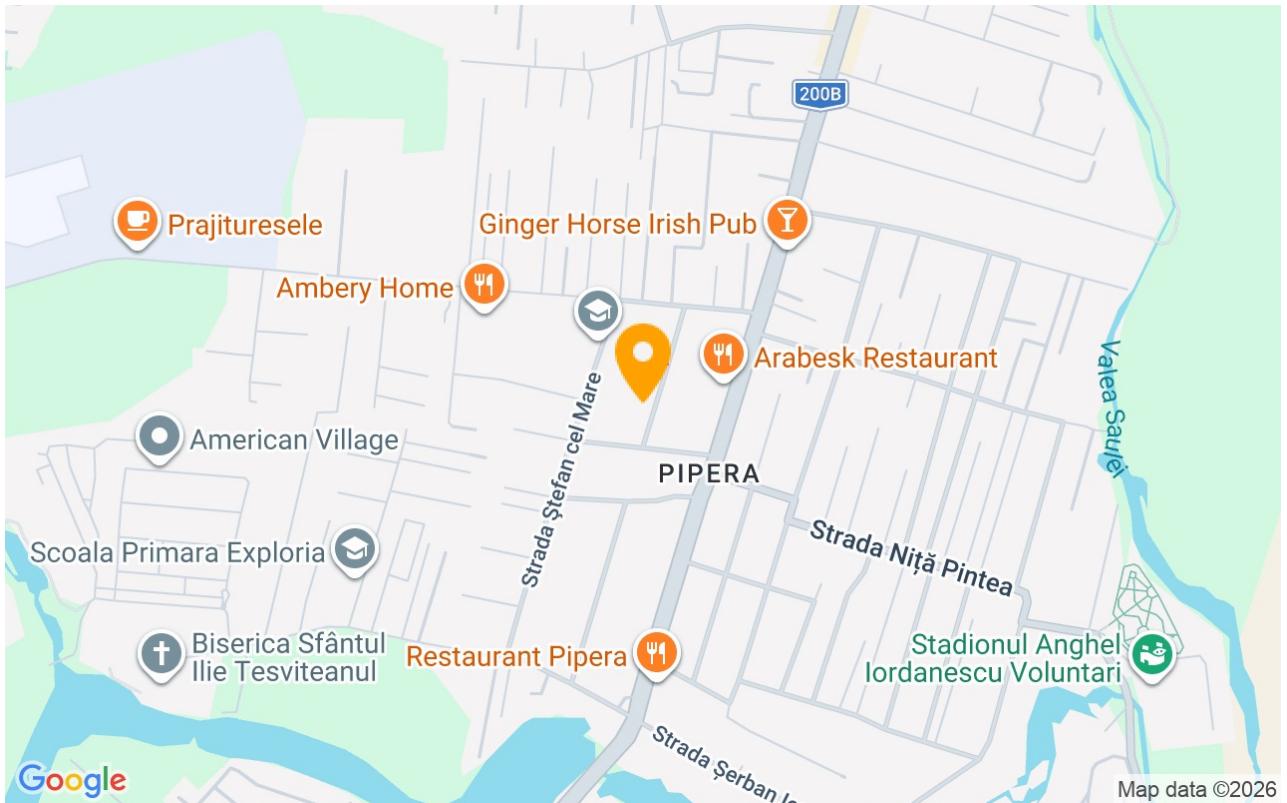 200B
Prajituresele
Ginger Horse Irish Pub
Ambery Home
Arabesk Restaurant
Valea Saulei
Strada Ștefan cel Mare
American Village
PIPERA
Strada Niță Pintea
Scoala Primara Exploria
Biserica Sfântul
Ilie Tesviteanul
Restaurant Pipera
Stadionul Anghel
Iordanescu Voluntari
Strada Șerban
Google
Map data ©2026